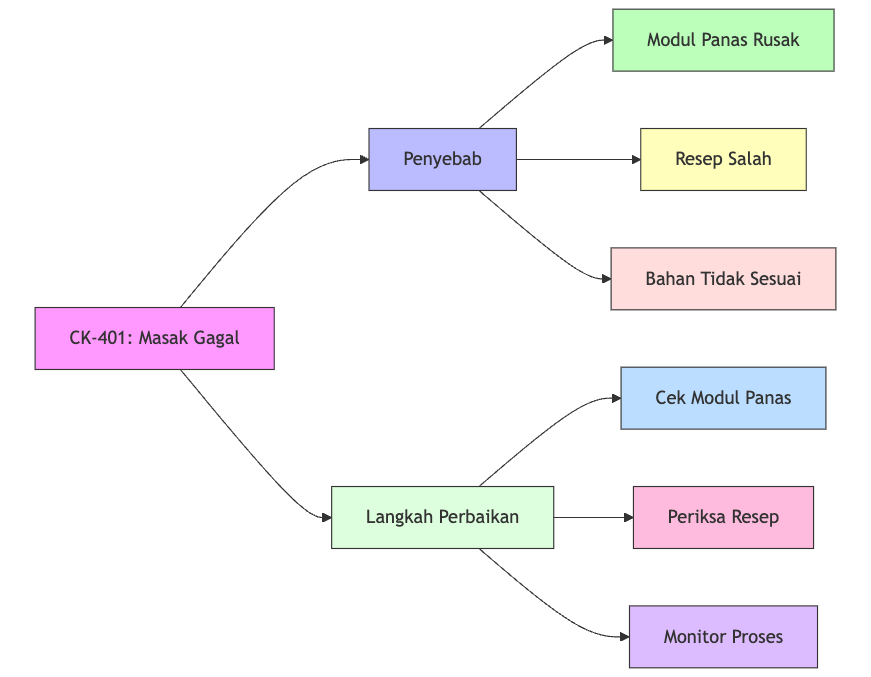 CK-401: Masak Gagal
Penyebab
Modul Panas Rusak
Resep Salah
Bahan Tidak Sesuai
Langkah Perbaikan
Cek Modul Panas
Periksa Resep
Monitor Proses